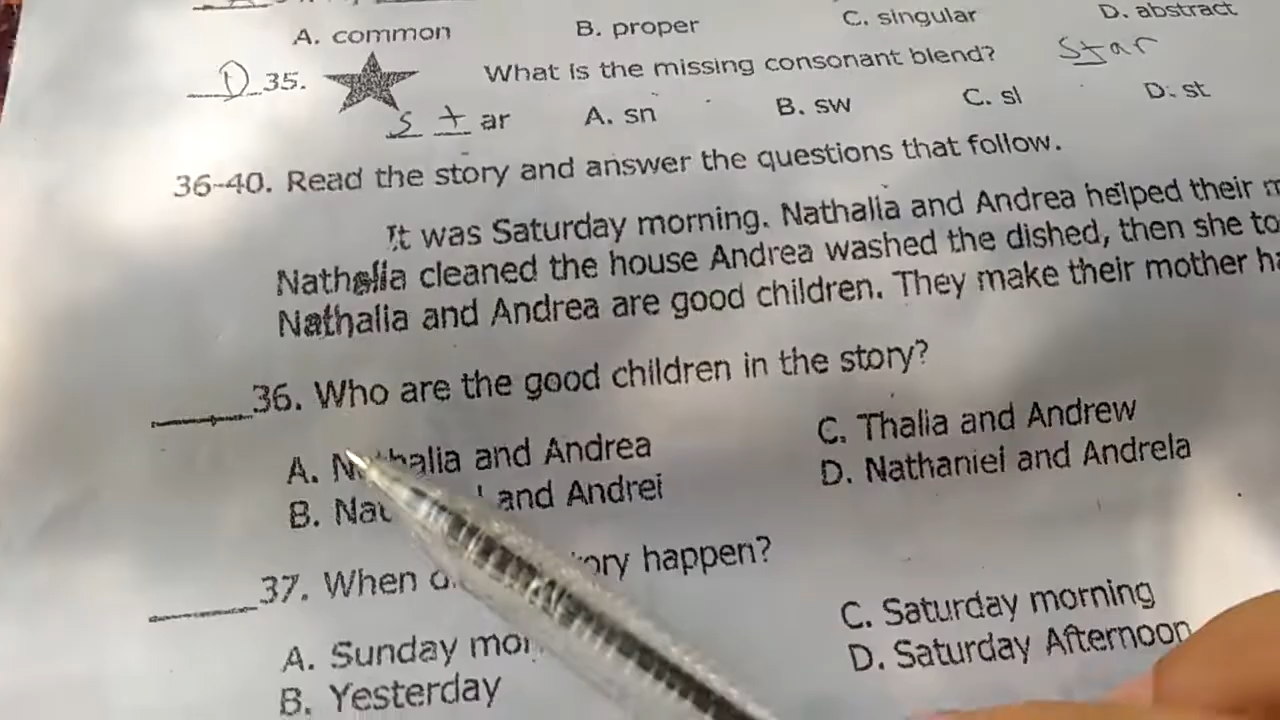 A. common B. proper C. singular D. abstract
D 35. What is the missing consonant blend? Star
s t ar A. sn B. sw C. sl D. st
36-40. Read the story and answer the questions that follow.
It was Saturday morning. Nathalia and Andrea helped their
Nathalia cleaned the house Andrea washed the dished, then she
Nathalia and Andrea are good children. They make their mother
36. Who are the good children in the story?
A. Nathalia and Andrea C. Thalia and Andrew
B. and Andrei D. Nathaniel and Andrela
37. When happen?
A. Sunday C. Saturday morning
B. Yesterday D. Saturday Afternoon